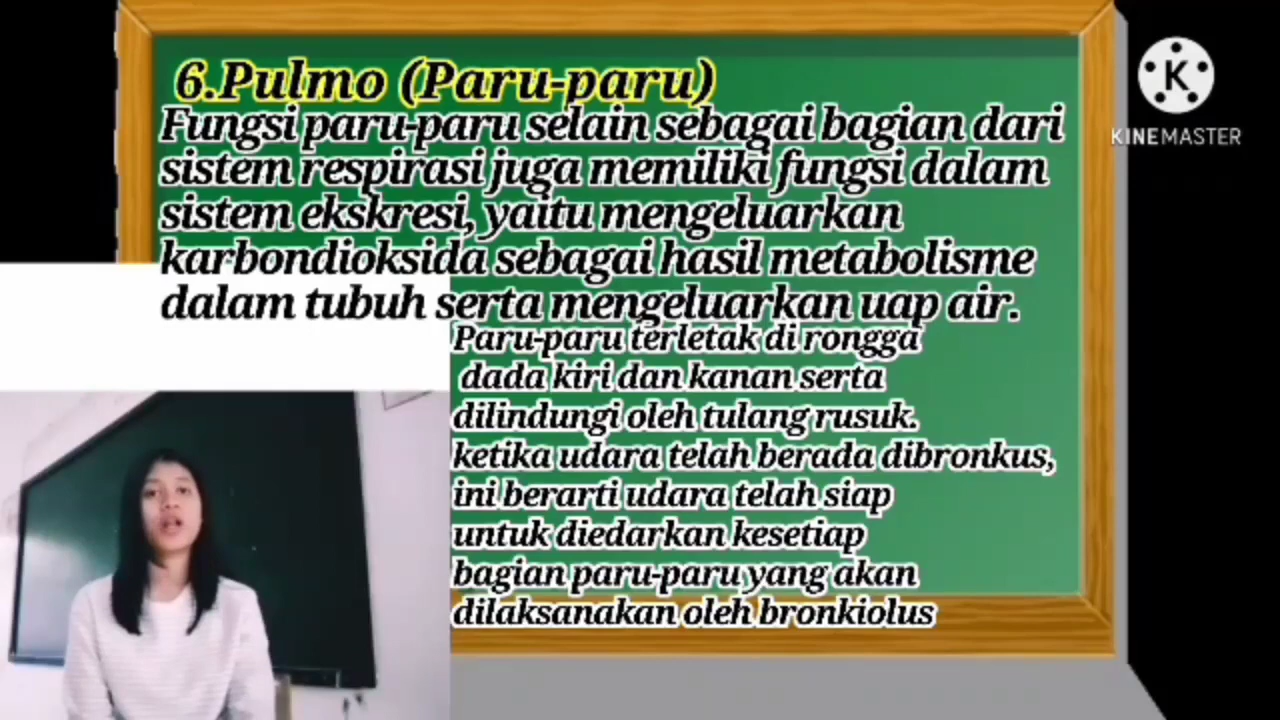 6.Pulmo (Paru-paru)
Fungsi paru-paru selain sebagai bagian dari
sistem respirasi juga memiliki fungsi dalam
sistem ekskresi, yaitu mengeluarkan
karbondioksida sebagai hasil metabolisme
dalam tubuh serta mengeluarkan uap air.
Paru-paru terletak di rongga
dada kiri dan kanan serta
dilindungi oleh tulang rusuk.
ketika udara telah berada dibronkus,
ini berarti udara telah siap
untuk diedarkan kesetiap
bagian paru-paru yang akan
dilaksanakan oleh bronkiolus
K
KINEMASTER